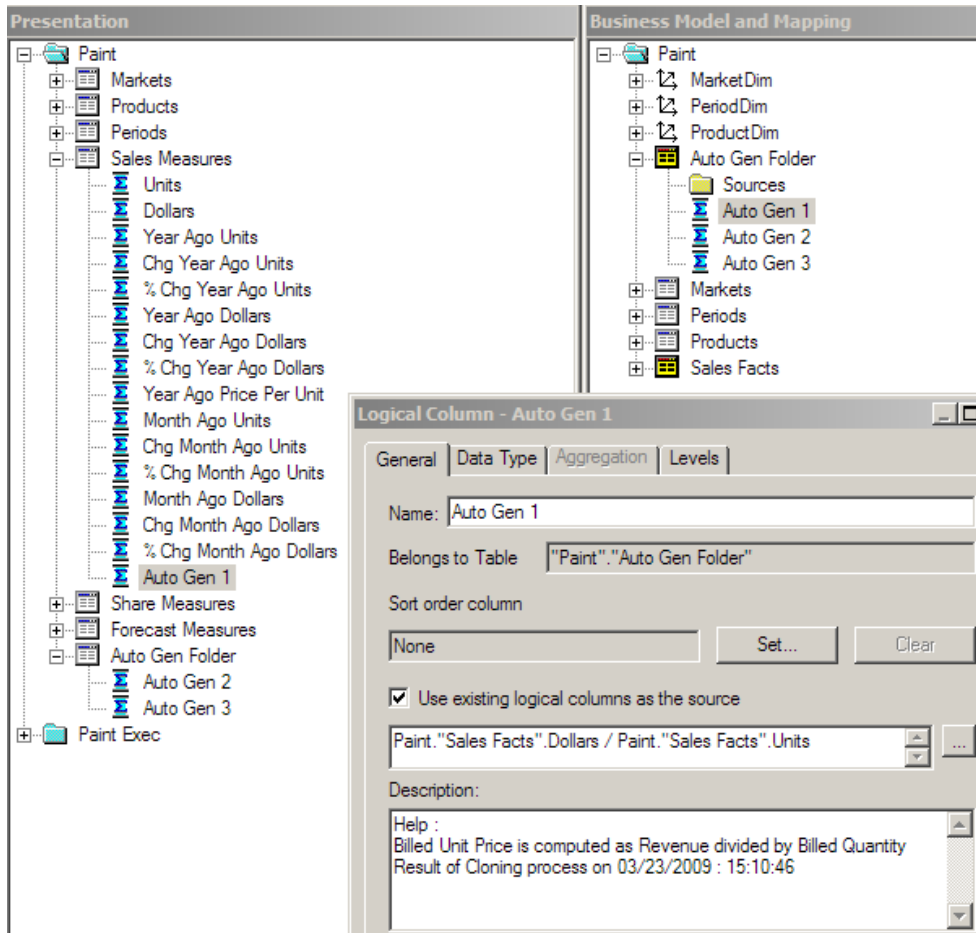 Presentation
Paint
Markets
Products
Periods
Sales Measures
Units
Dollars
Year Ago Units
Chg Year Ago Units
% Chg Year Ago Units
Year Ago Dollars
Chg Year Ago Dollars
% Chg Year Ago Dollars
Year Ago Price Per Unit
Month Ago Units
Chg Month Ago Units
% Chg Month Ago Units
Month Ago Dollars
Chg Month Ago Dollars
% Chg Month Ago Dollars
Auto Gen 1
Share Measures
Forecast Measures
Auto Gen Folder
Auto Gen 2
Auto Gen 3
Paint Exec
Business Model and Mapping
Paint
MarketDim
PeriodDim
ProductDim
Auto Gen Folder
Sources
Auto Gen 1
Auto Gen 2
Auto Gen 3
Markets
Periods
Products
Sales Facts
Logical Column - Auto Gen 1
General Data Type Aggregation Levels
Name: Auto Gen 1
Belongs to Table "Paint"."Auto Gen Folder"
Sort order column
None Set... Clear
Use existing logical columns as the source
Paint."Sales Facts".Dollars / Paint."Sales Facts".Units ...
Description:
Help :
Billed Unit Price is computed as Revenue divided by Billed Quantity
Result of Cloning process on 03/23/2009 : 15:10:46